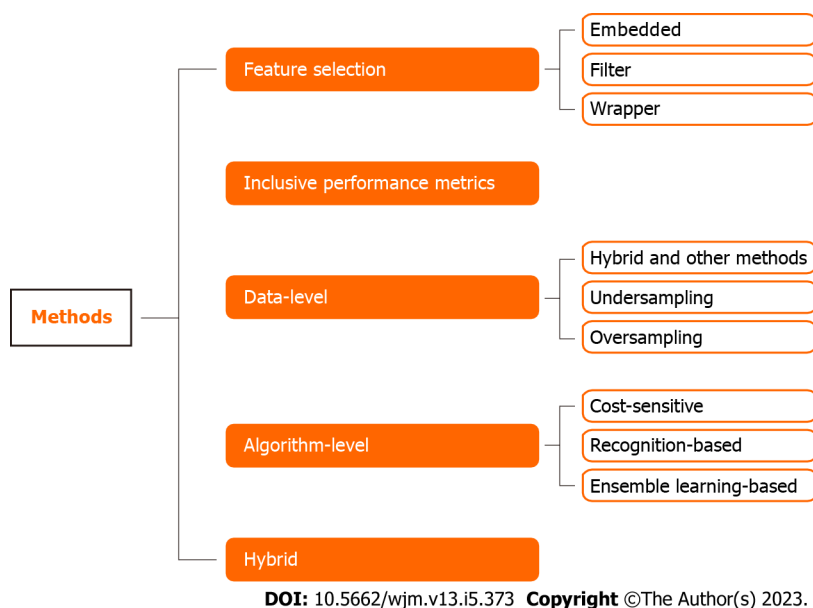 Methods
Feature selection
Embedded
Filter
Wrapper
Inclusive performance metrics
Data-level
Hybrid and other methods
Undersampling
Oversampling
Algorithm-level
Cost-sensitive
Recognition-based
Ensemble learning-based
Hybrid
DOI: 10.5662/wjm.v13.i5.373 Copyright ©The Author(s) 2023.